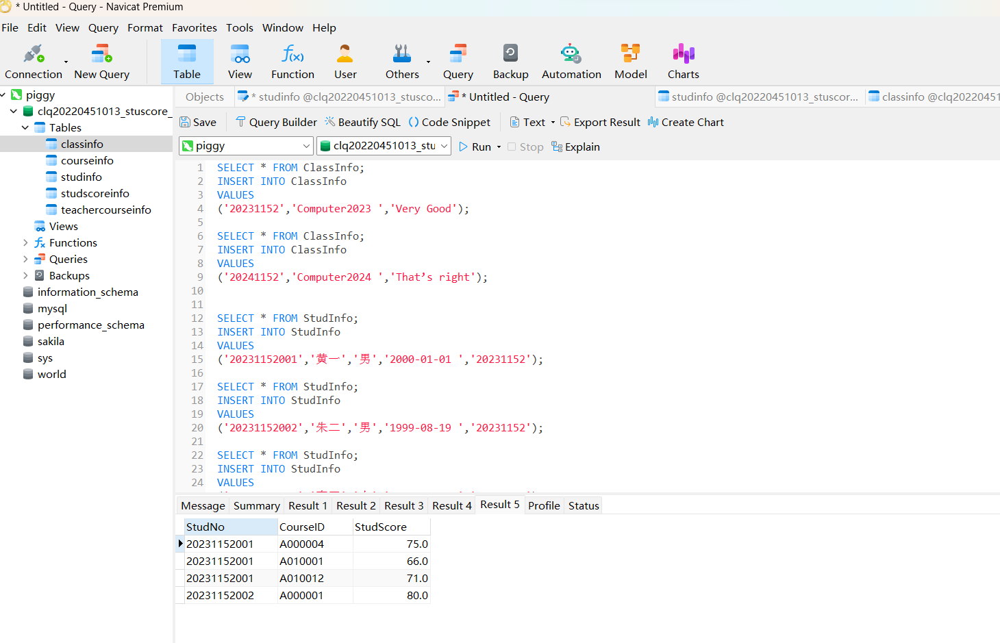 * Untitled - Query - Navicat Premium
File Edit View Query Format Favorites Tools Window Help
Connection New Query Table View Function User Others Query Backup Automation Model Charts
piggy
clq20220451013_stuscore_
Tables
classinfo
courseinfo
studinfo
studscoreinfo
teachercourseinfo
Views
Functions
Queries
Backups
information_schema
mysql
performance_schema
sakila
sys
world
Objects * studinfo @clq20220451013_stusco... * Untitled - Query studinfo @clq20220451013_stuscor... classinfo @clq202204510
Save Query Builder Beautify SQL () Code Snippet Text Export Result Create Chart
piggy clq20220451013_stu Run Stop Explain
1 SELECT * FROM ClassInfo;
2 INSERT INTO ClassInfo
3 VALUES
4 ('20231152','Computer2023 ','Very Good');
5
6 SELECT * FROM ClassInfo;
7 INSERT INTO ClassInfo
8 VALUES
9 ('20241152','Computer2024 ','That’s right');
10
11
12 SELECT * FROM StudInfo;
13 INSERT INTO StudInfo
14 VALUES
15 ('20231152001','黄一','男','2000-01-01 ','20231152');
16
17 SELECT * FROM StudInfo;
18 INSERT INTO StudInfo
19 VALUES
20 ('20231152002','朱二','男','1999-08-19 ','20231152');
21
22 SELECT * FROM StudInfo;
23 INSERT INTO StudInfo
24 VALUES
Message Summary Result 1 Result 2 Result 3 Result 4 Result 5 Profile Status
StudNo CourseID StudScore
20231152001 A000004 75.0
20231152001 A010001 66.0
20231152001 A010012 71.0
20231152002 A000001 80.0